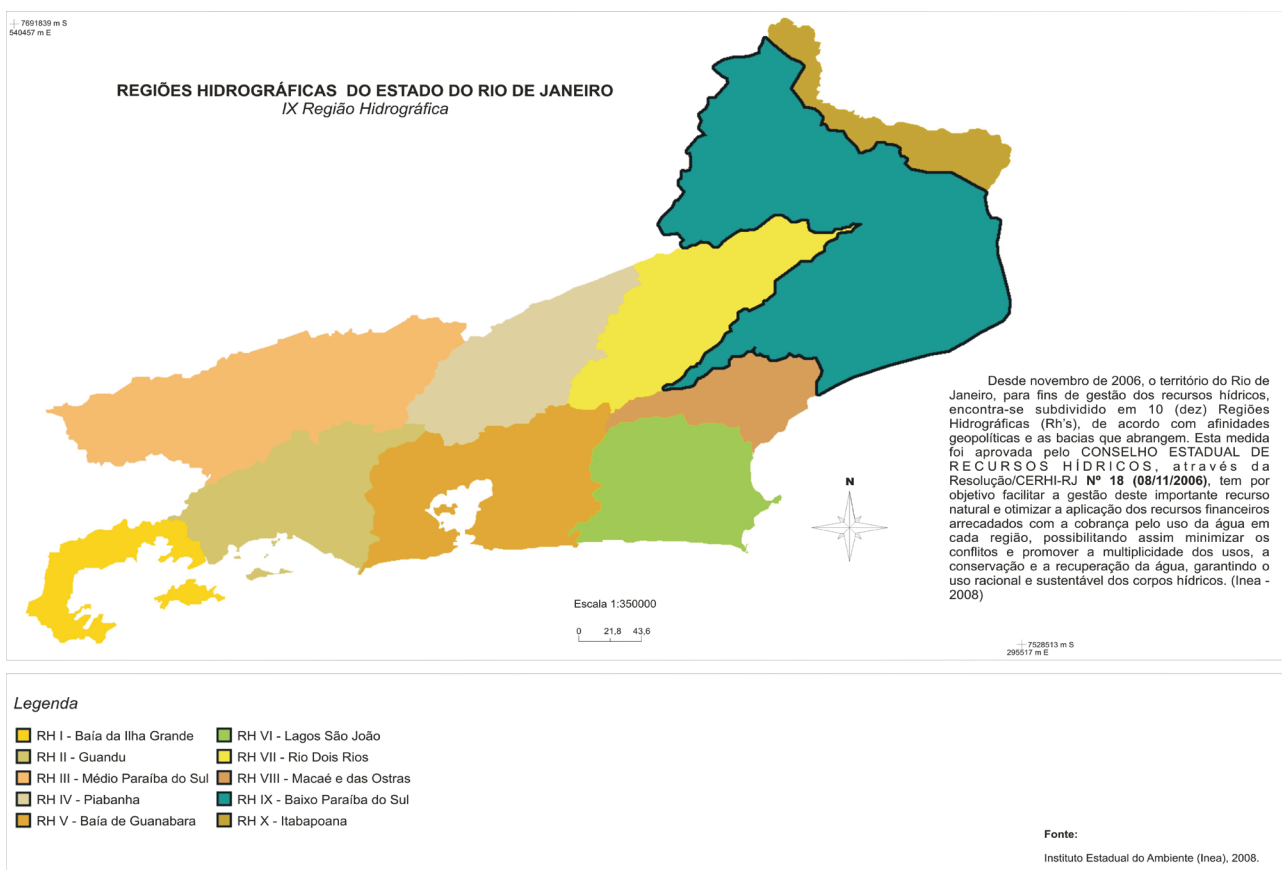 7691839 m S
540457 m E
REGIÕES HIDROGRÁFICAS DO ESTADO DO RIO DE JANEIRO
IX Região Hidrográfica
Desde novembro de 2006, o território do Rio de
Janeiro, para fins de gestão dos recursos hídricos,
encontra-se subdividido em 10 (dez) Regiões
Hidrográficas (Rh's), de acordo com afinidades
geopolíticas e as bacias que abrangem. Esta medida
foi aprovada pelo CONSELHO ESTADUAL DE
RECURSOS HÍDRICOS, através da
Resolução/CERHI-RJ Nº 18 (08/11/2006), tem por
objetivo facilitar a gestão deste importante recurso
natural e otimizar a aplicação dos recursos financeiros
arrecadados com a cobrança pelo uso da água em
cada região, possibilitando assim minimizar os
conflitos e promover a multiplicidade dos usos, a
conservação e a recuperação da água, garantindo o
uso racional e sustentável dos corpos hídricos. (Inea -
2008)
N
Escala 1:350000
0 21,8 43,6
7528513 m S
295517 m E
Legenda
RH I - Baía da Ilha Grande
RH II - Guandu
RH III - Médio Paraíba do Sul
RH IV - Piabanha
RH V - Baía de Guanabara
RH VI - Lagos São João
RH VII - Rio Dois Rios
RH VIII - Macaé e das Ostras
RH IX - Baixo Paraíba do Sul
RH X - Itabapoana
Fonte:
Instituto Estadual do Ambiente (Inea), 2008.